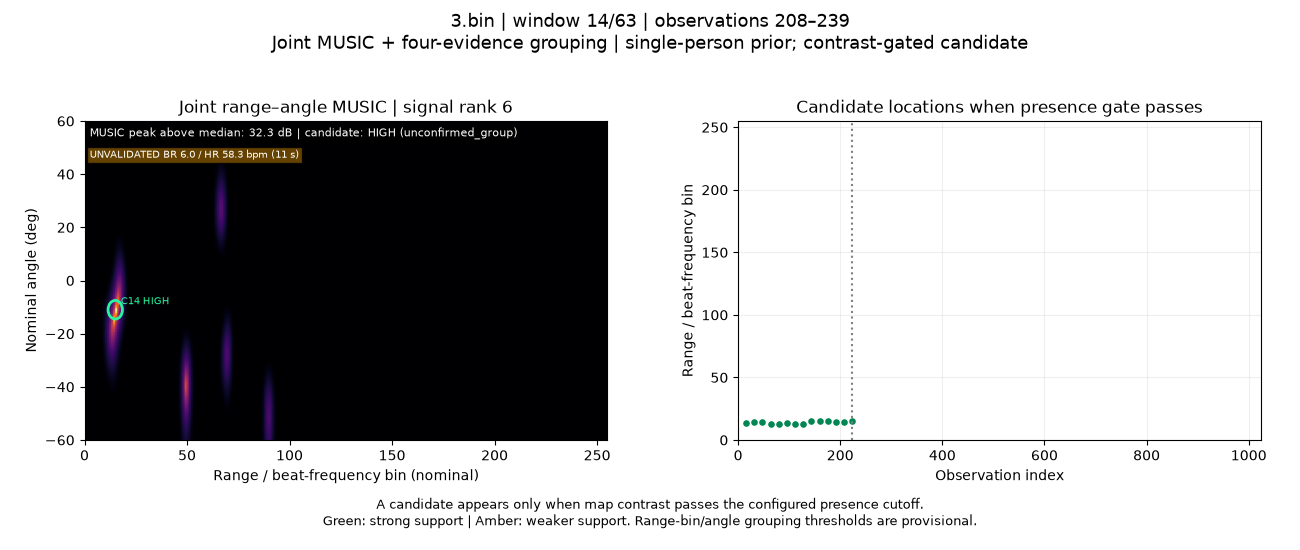 3.bin | window 14/63 | observations 208–239
Joint MUSIC + four-evidence grouping | single-person prior; contrast-gated candidate
Joint range–angle MUSIC | signal rank 6
MUSIC peak above median: 32.3 dB | candidate: HIGH (unconfirmed_group)
UNVALIDATED BR 6.0 / HR 58.3 bpm (11 s)
C14 HIGH
60
40
20
0
−20
−40
−60
Nominal angle (deg)
0
50
100
150
200
250
Range / beat-frequency bin (nominal)
Candidate locations when presence gate passes
250
200
150
100
50
0
Range / beat-frequency bin
0
200
400
600
800
1000
Observation index
A candidate appears only when map contrast passes the configured presence cutoff.
Green: strong support | Amber: weaker support. Range-bin/angle grouping thresholds are provisional.